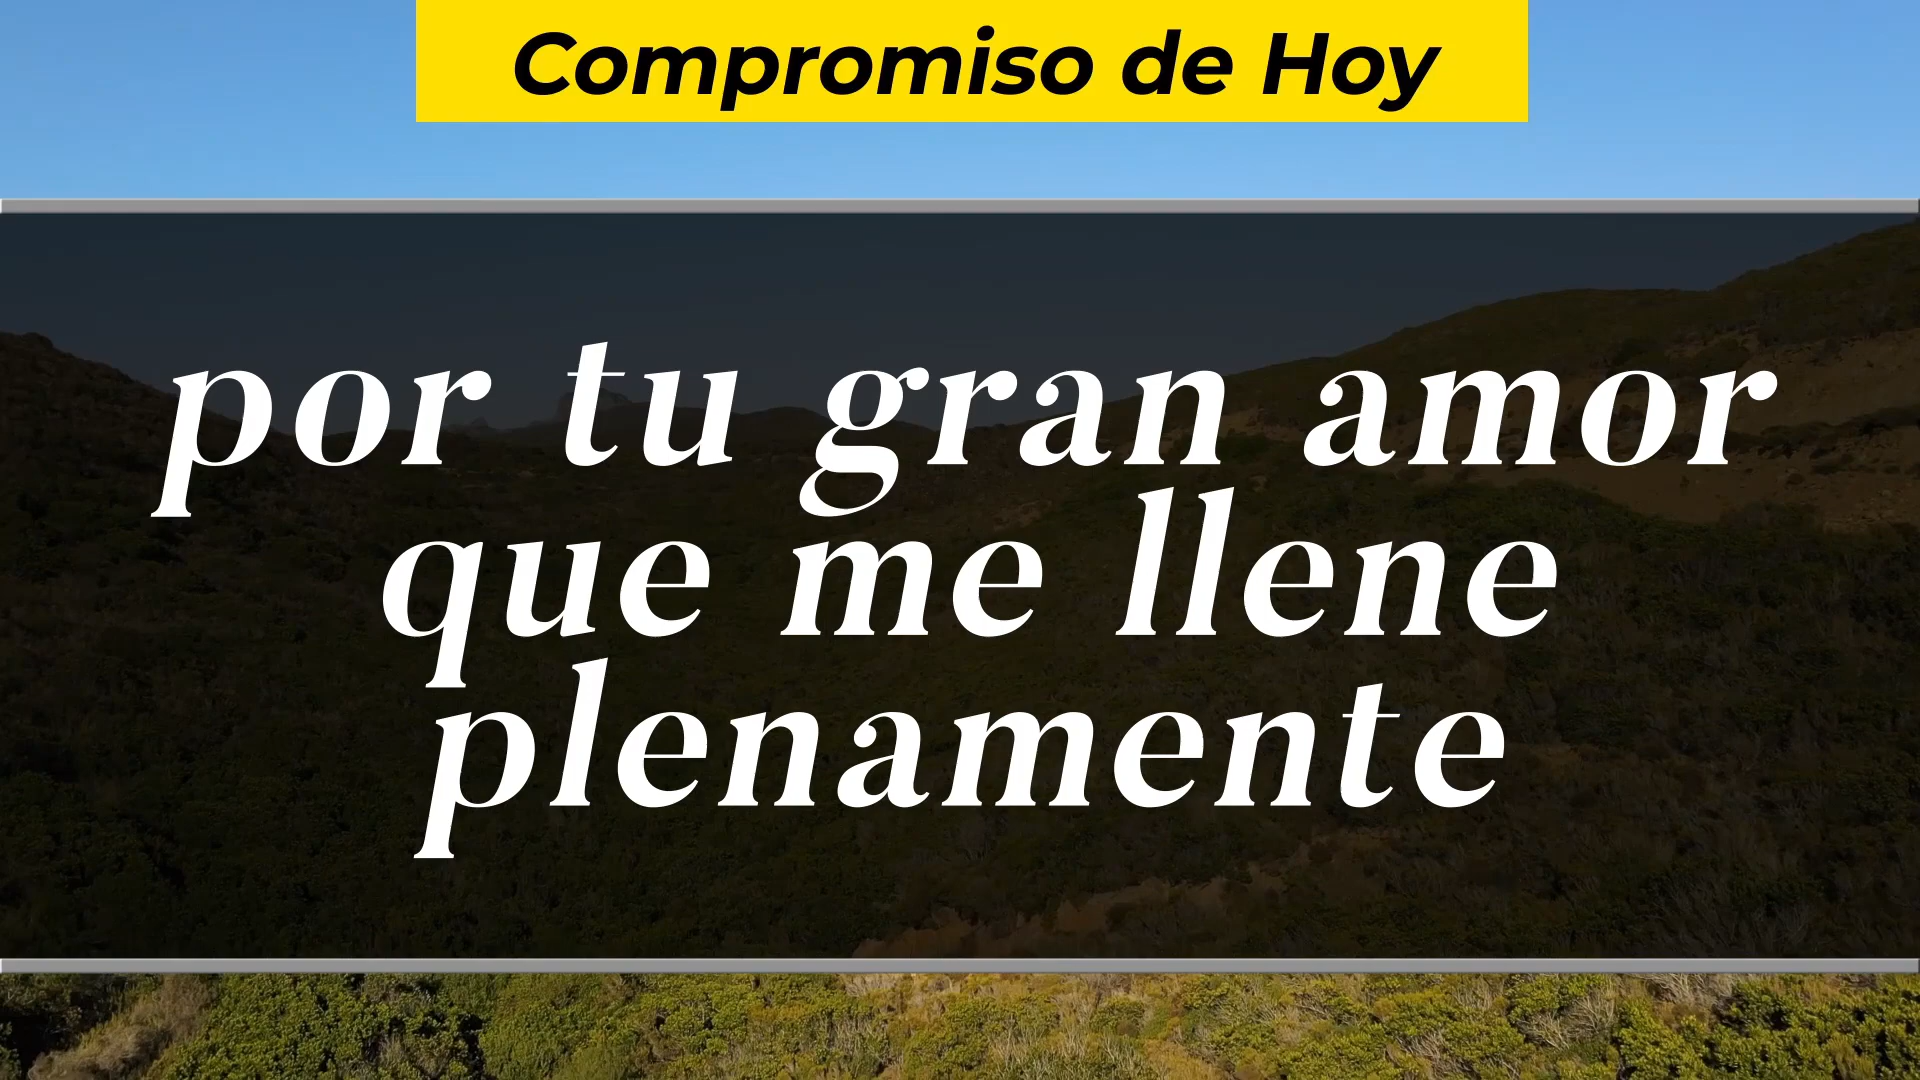 Compromiso de Hoy
por tu gran amor
que me llene
plenamente